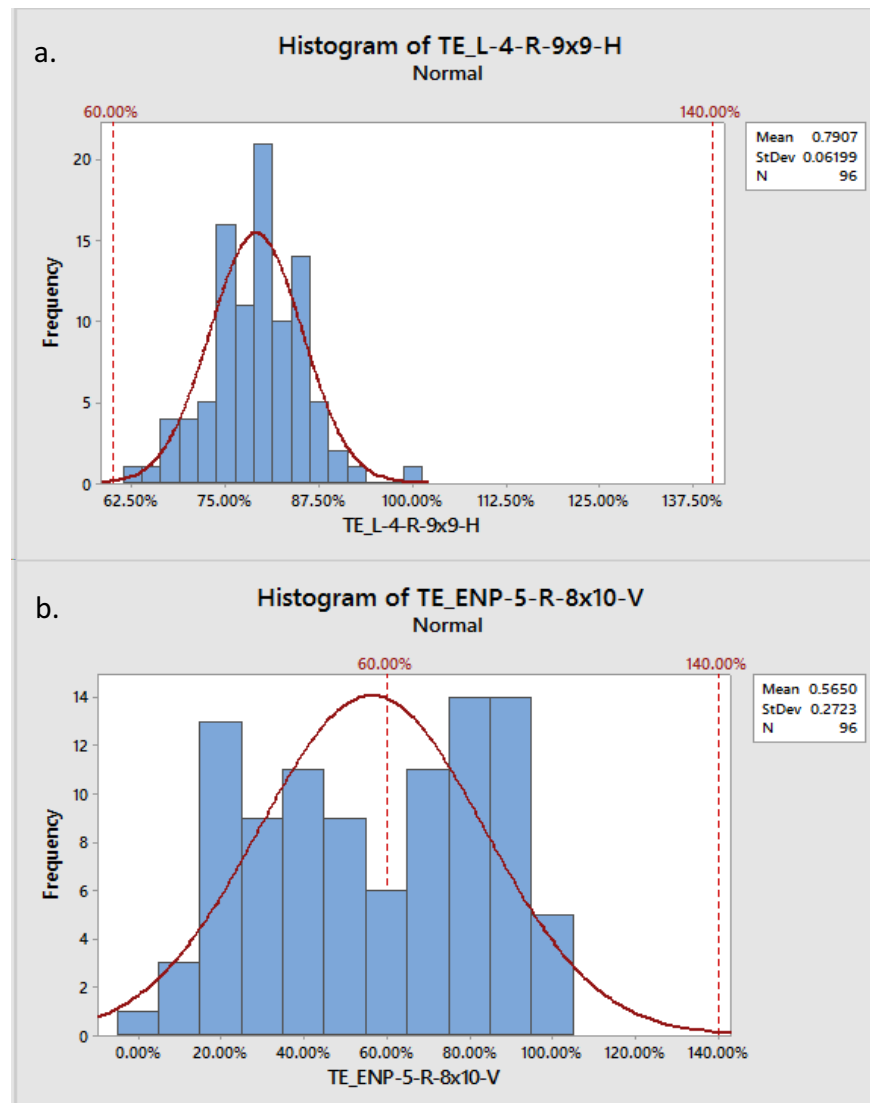 a.
Histogram of TE_L-4-R-9x9-H
Normal
60.00% 140.00%
Mean 0.7907
StDev 0.06199
N 96
Frequency
20
15
10
5
0
62.50% 75.00% 87.50% 100.00% 112.50% 125.00% 137.50%
TE_L-4-R-9x9-H
b.
Histogram of TE_ENP-5-R-8x10-V
Normal
60.00% 140.00%
Mean 0.5650
StDev 0.2723
N 96
Frequency
14
12
10
8
6
4
2
0
0.00% 20.00% 40.00% 60.00% 80.00% 100.00% 120.00% 140.00%
TE_ENP-5-R-8x10-V